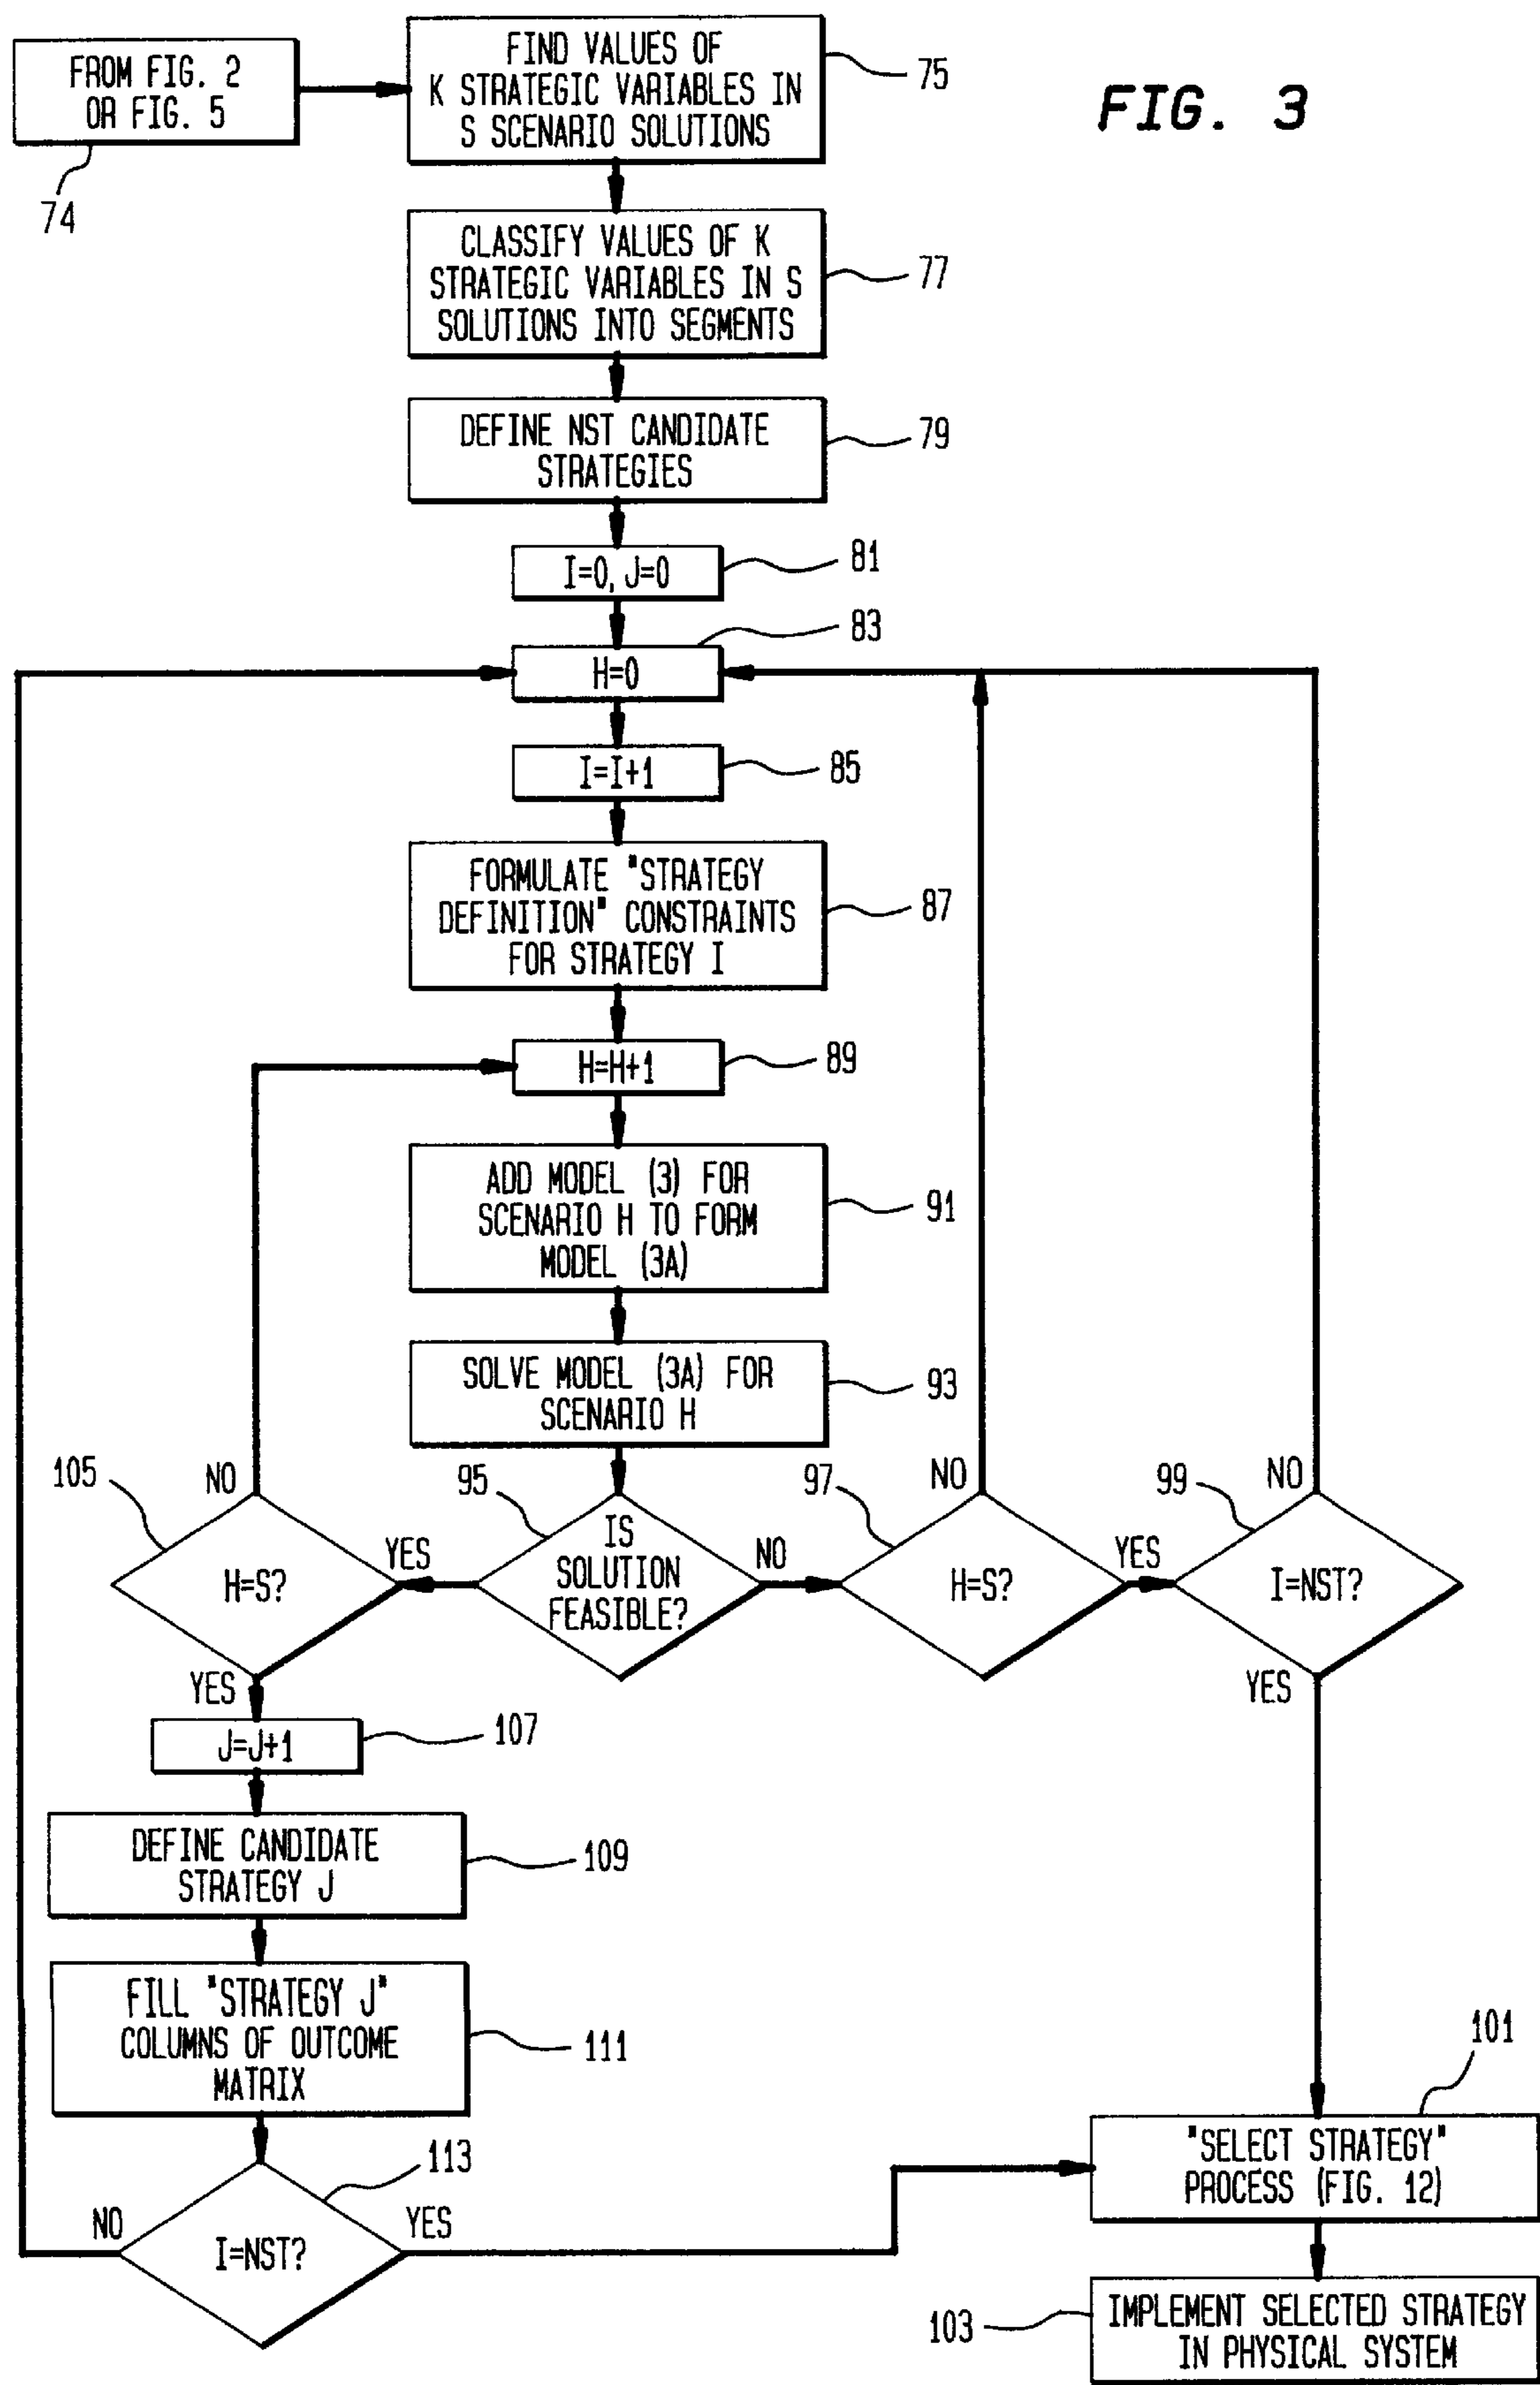 FIG. 3
FROM FIG. 2
OR FIG. 5
74
FIND VALUES OF
K STRATEGIC VARIABLES IN
S SCENARIO SOLUTIONS
75
CLASSIFY VALUES OF K
STRATEGIC VARIABLES IN S
SOLUTIONS INTO SEGMENTS
77
DEFINE NST CANDIDATE
STRATEGIES
79
I=0, J=0
81
H=0
83
I=I+1
85
FORMULATE "STRATEGY
DEFINITION" CONSTRAINTS
FOR STRATEGY I
87
H=H+1
89
ADD MODEL (3) FOR
SCENARIO H TO FORM
MODEL (3A)
91
SOLVE MODEL (3A) FOR
SCENARIO H
93
105
NO
H=S?
YES
YES
95
IS
SOLUTION
FEASIBLE?
NO
97
NO
H=S?
YES
99
NO
I=NST?
YES
J=J+1
107
DEFINE CANDIDATE
STRATEGY J
109
FILL "STRATEGY J"
COLUMNS OF OUTCOME
MATRIX
111
113
NO
I=NST?
YES
101
"SELECT STRATEGY"
PROCESS (FIG. 12)
103
IMPLEMENT SELECTED STRATEGY
IN PHYSICAL SYSTEM